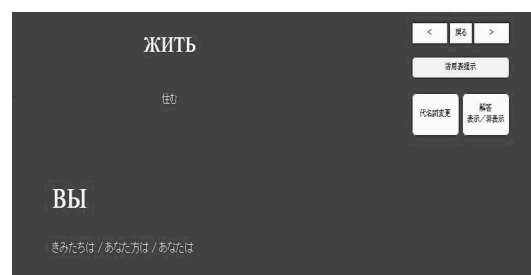 ЖИТЬ
住む
< 戻る >
活用表提示
代名詞変更
解答
表示/非表示
ВЫ
きみたちは / あなた方は / あなたは